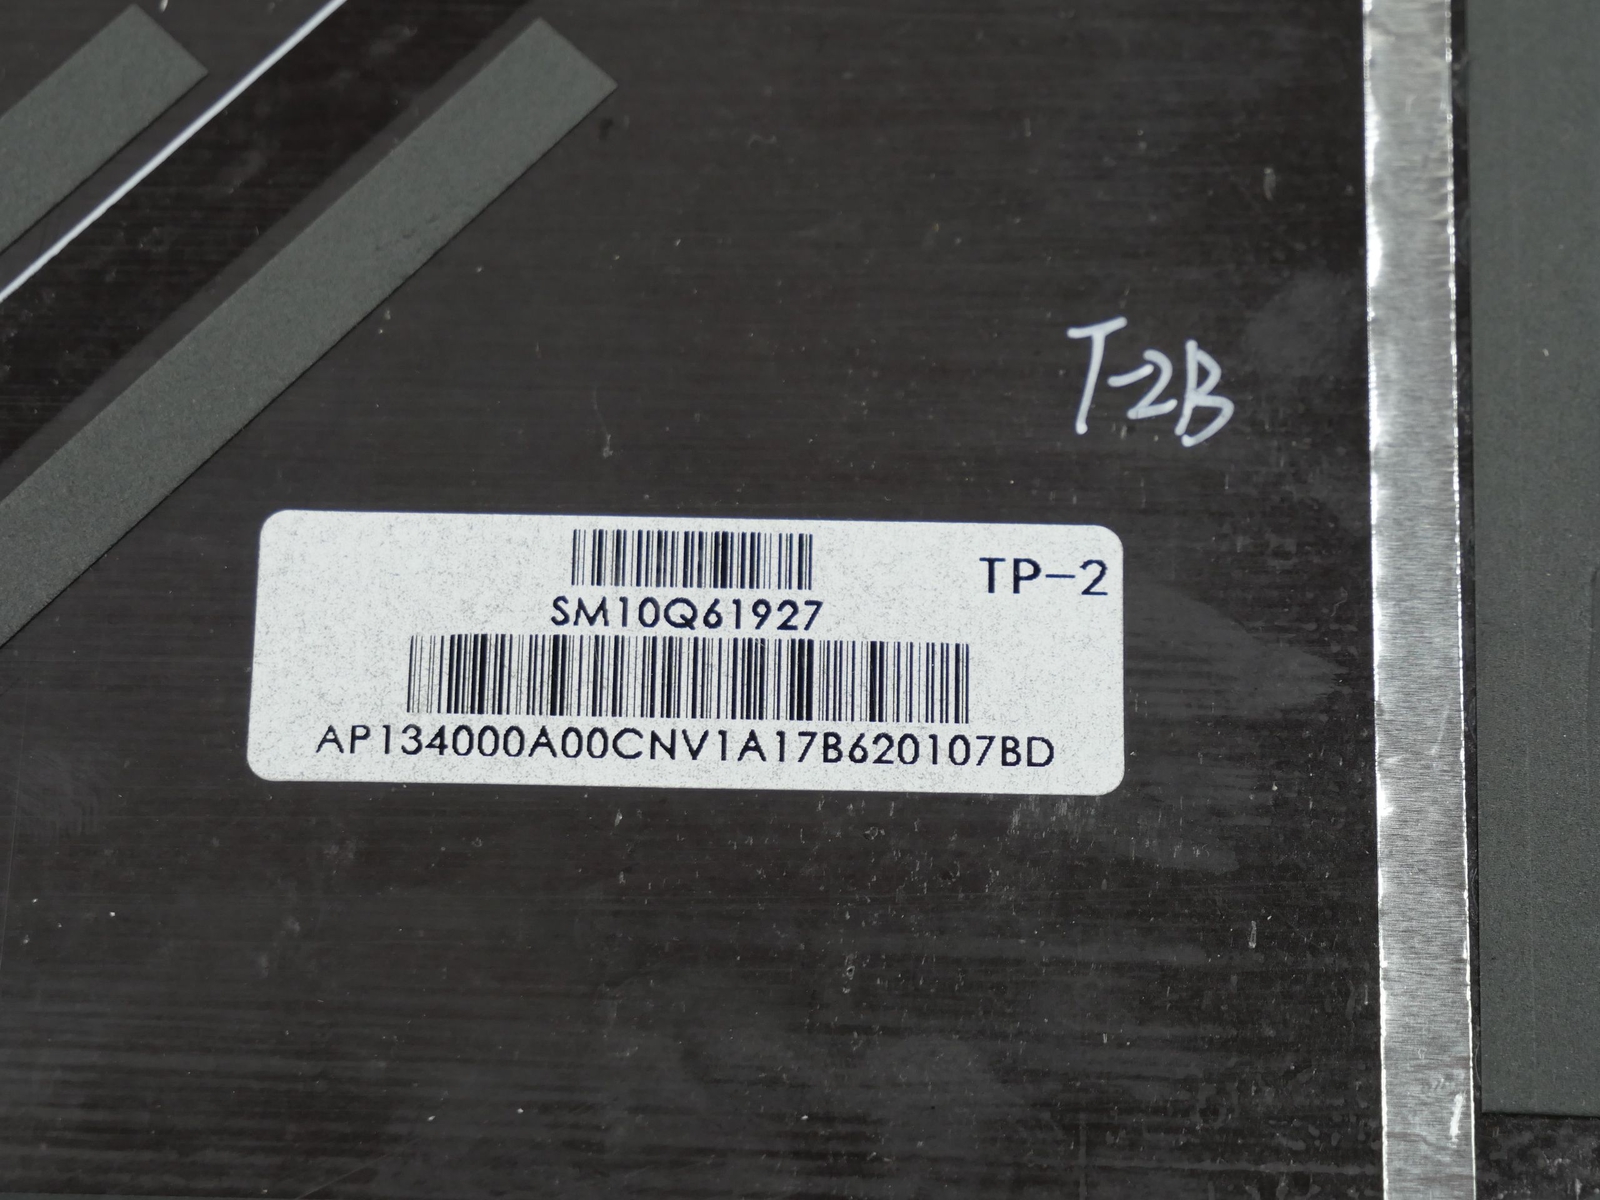 T-2B
TP-2
SM10Q61927
AP134000A00CNV1A17B620107BD